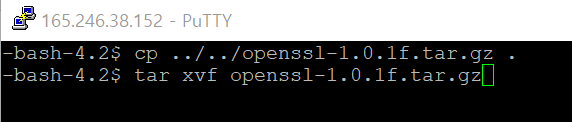 165.246.38.152 - PuTTY
-bash-4.2$ cp ../../openssl-1.0.1f.tar.gz .
-bash-4.2$ tar xvf openssl-1.0.1f.tar.gz